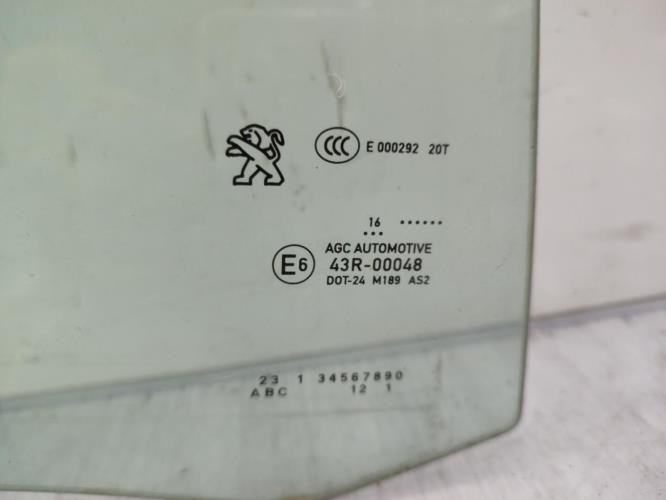 CCC E 000292 20T
16 ......
...
AGC AUTOMOTIVE
E6 43R-00048
DOT-24 M189 AS2
23 1 34567890
ABC 12 1